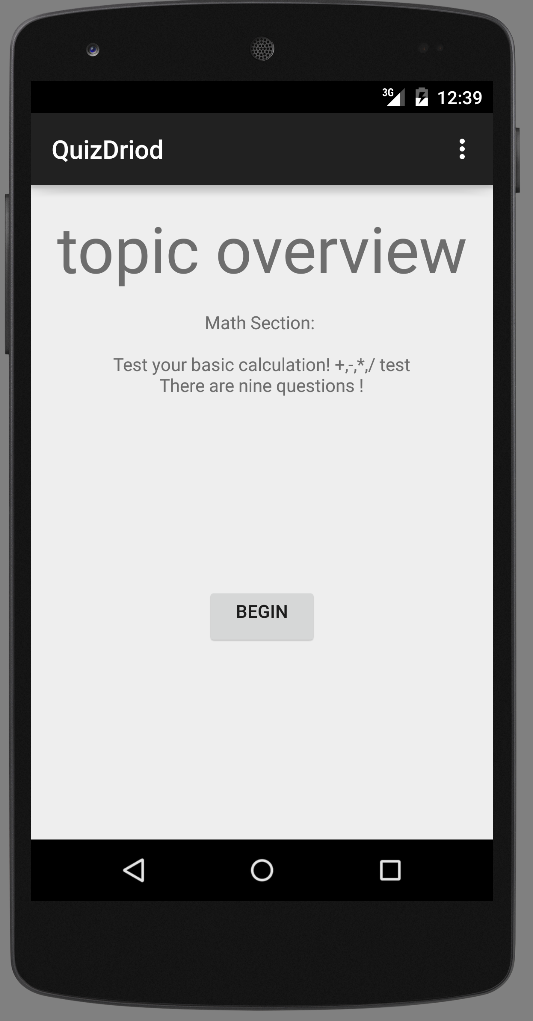 3G 12:39
QuizDriod
topic overview
Math Section:
Test your basic calculation! +,-,*,/ test
There are nine questions !
BEGIN